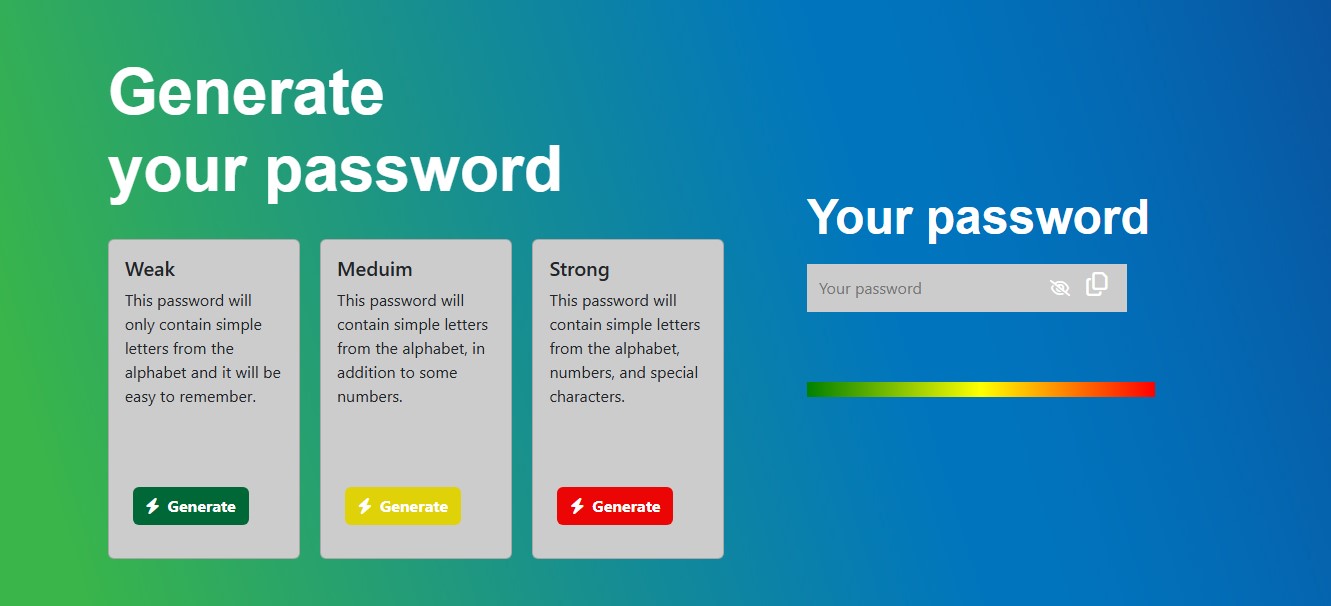 Generate
your password
Weak
This password will
only contain simple
letters from the
alphabet and it will be
easy to remember.
Generate
Meduim
This password will
contain simple letters
from the alphabet, in
addition to some
numbers.
Generate
Strong
This password will
contain simple letters
from the alphabet,
numbers, and special
characters.
Generate
Your password
Your password